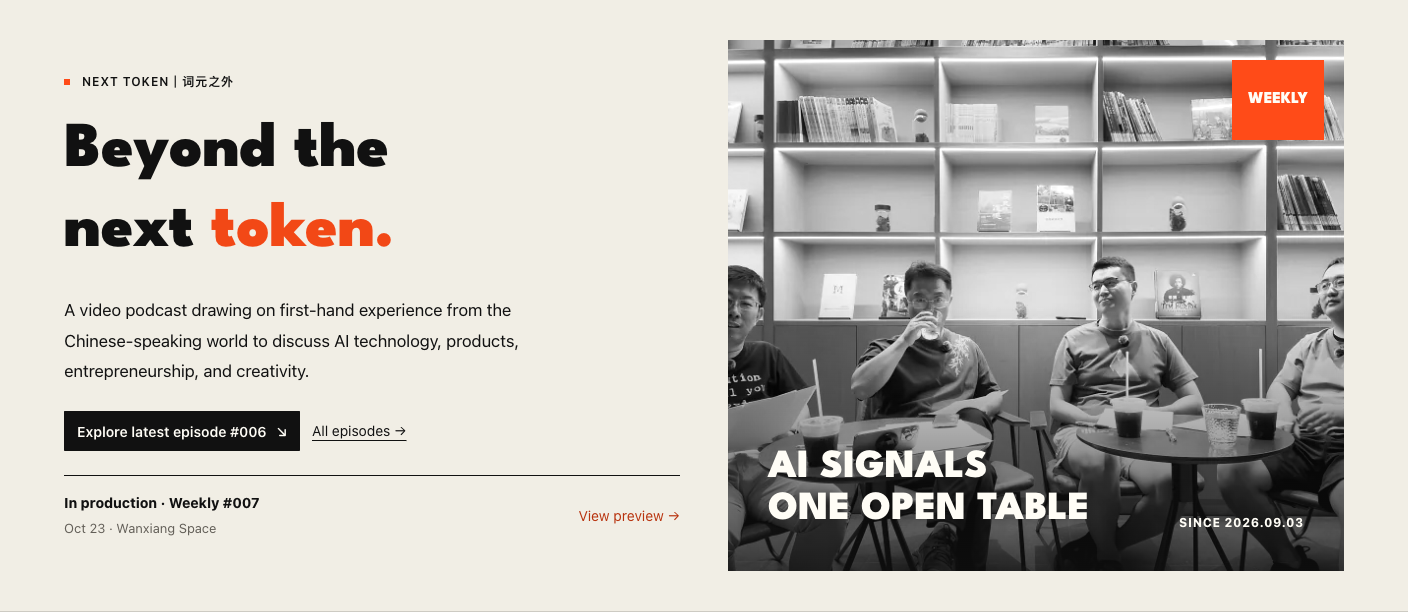 NEXT TOKEN | 词元之外
Beyond the
next token.
A video podcast drawing on first-hand experience from the
Chinese-speaking world to discuss AI technology, products,
entrepreneurship, and creativity.
Explore latest episode #006 ↘
All episodes →
In production · Weekly #007
Oct 23 · Wanxiang Space
View preview →
WEEKLY
AI SIGNALS
ONE OPEN TABLE
SINCE 2026.09.03